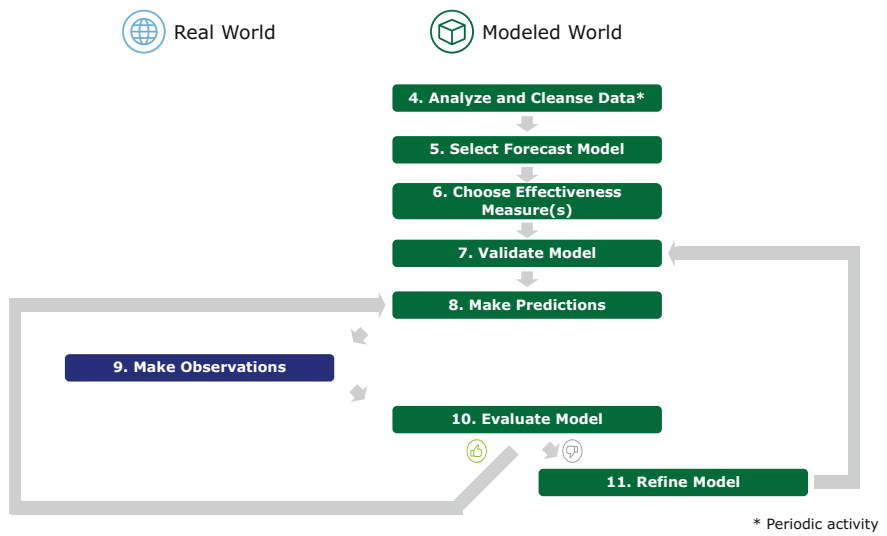 Real World
Modeled World
4. Analyze and Cleanse Data*
5. Select Forecast Model
6. Choose Effectiveness
Measure(s)
7. Validate Model
8. Make Predictions
9. Make Observations
10. Evaluate Model
11. Refine Model
* Periodic activity